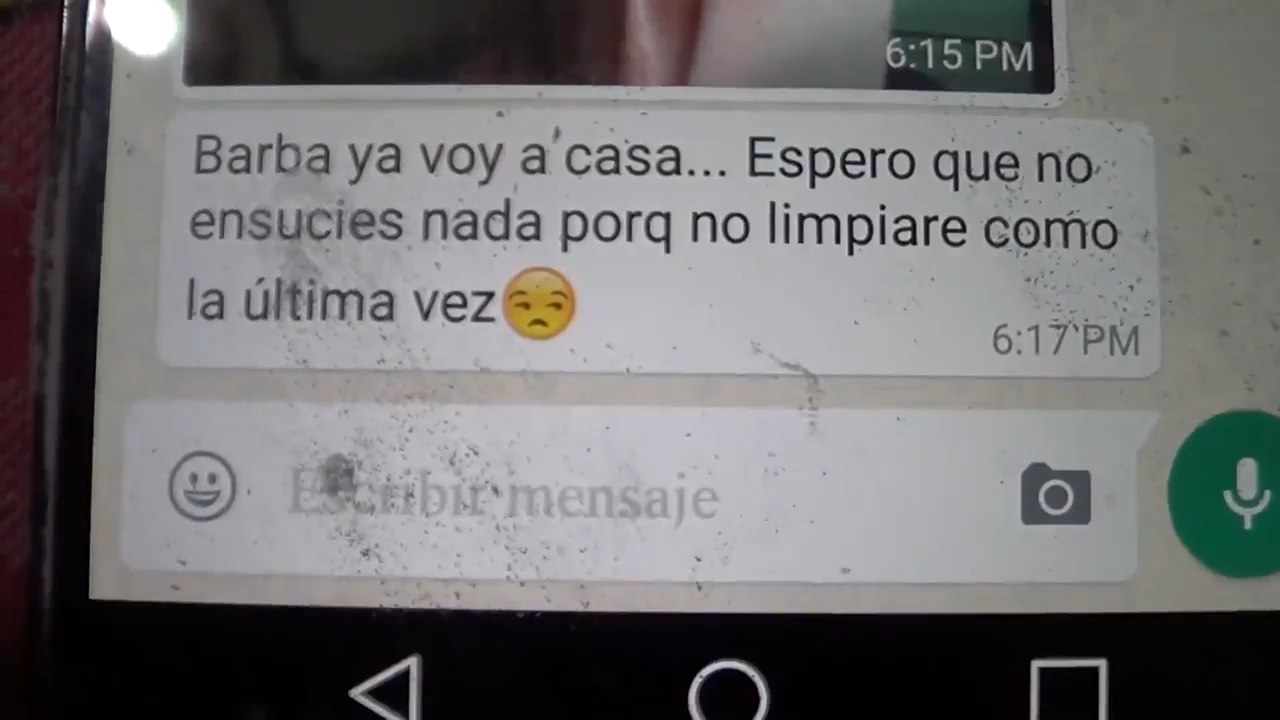 6:15 PM
Barba ya voy a casa... Espero que no
ensucies nada porq no limpiare como
la última vez😒
6:17 PM
Escribir mensaje